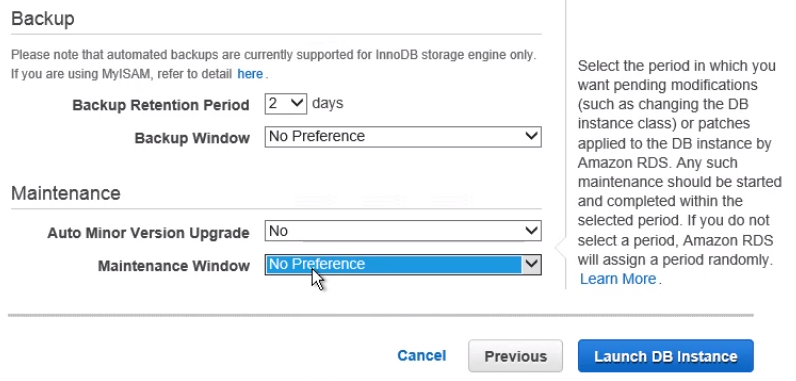 Backup
Please note that automated backups are currently supported for InnoDB storage engine only.
If you are using MyISAM, refer to detail here .
Backup Retention Period 2 days
Backup Window No Preference
Maintenance
Auto Minor Version Upgrade No
Maintenance Window No Preference
Select the period in which you
want pending modifications
(such as changing the DB
instance class) or patches
applied to the DB instance by
Amazon RDS. Any such
maintenance should be started
and completed within the
selected period. If you do not
select a period, Amazon RDS
will assign a period randomly.
Learn More .
Cancel Previous Launch DB Instance